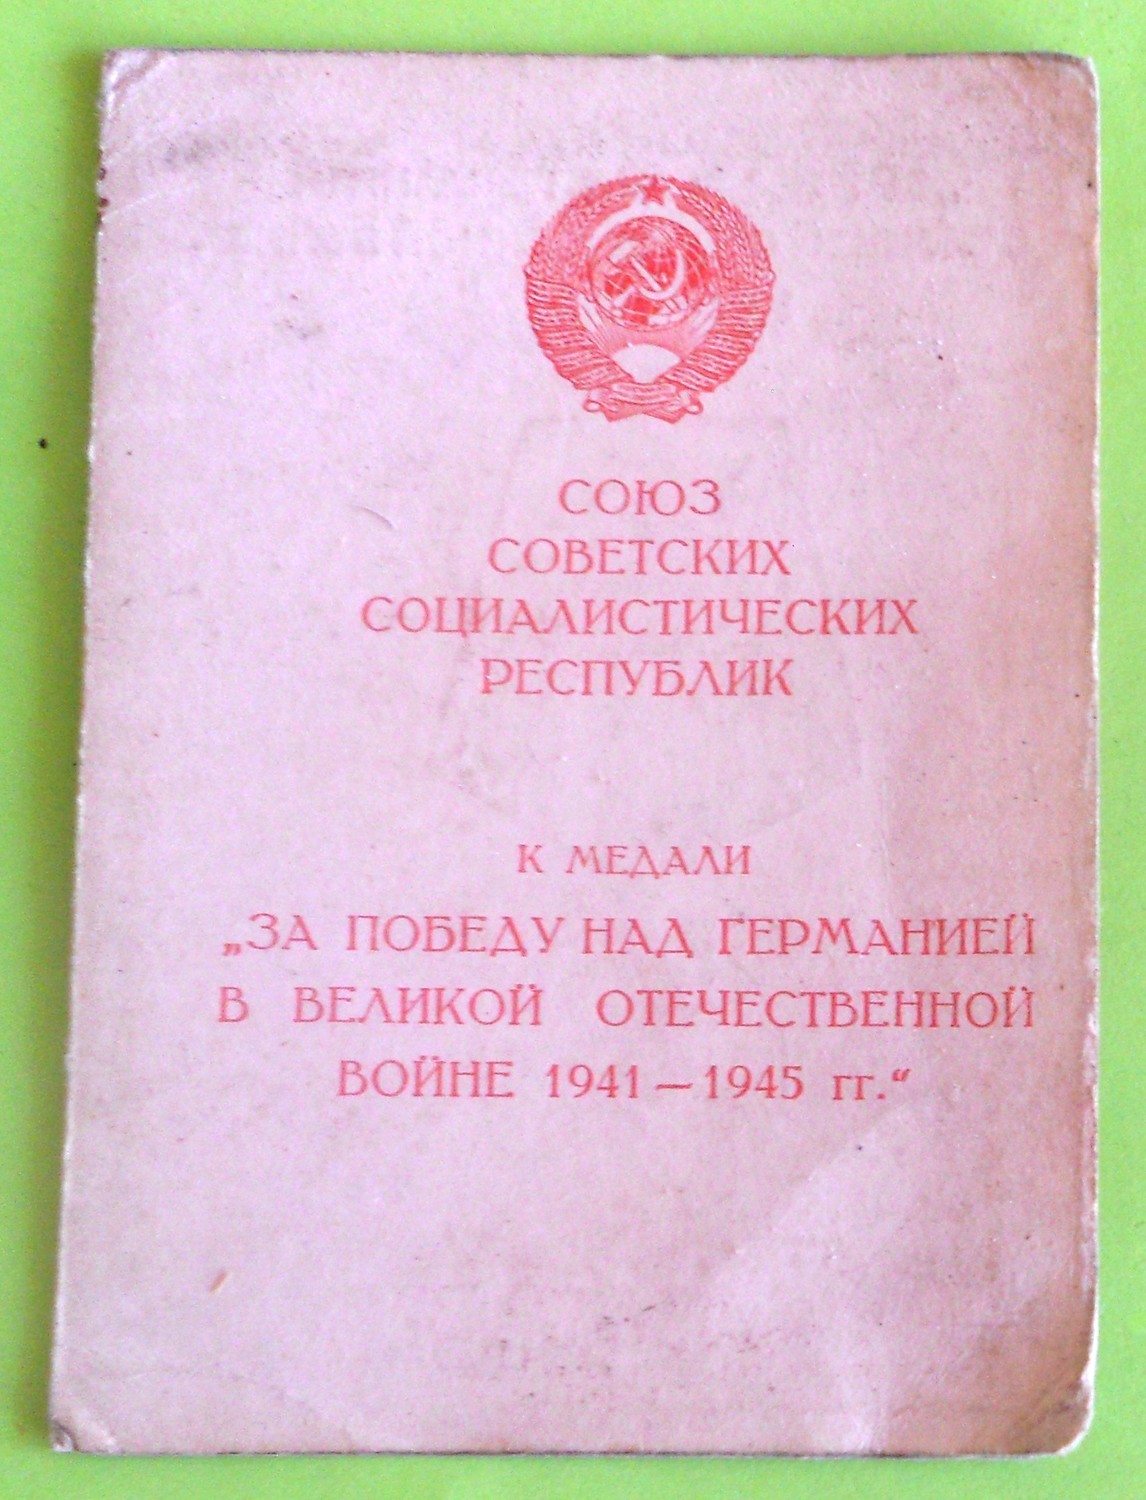 СОЮЗ
СОВЕТСКИХ
СОЦИАЛИСТИЧЕСКИХ
РЕСПУБЛИК
К МЕДАЛИ
„ЗА ПОБЕДУ НАД ГЕРМАНИЕЙ
В ВЕЛИКОЙ ОТЕЧЕСТВЕННОЙ
ВОЙНЕ 1941—1945 гг.“